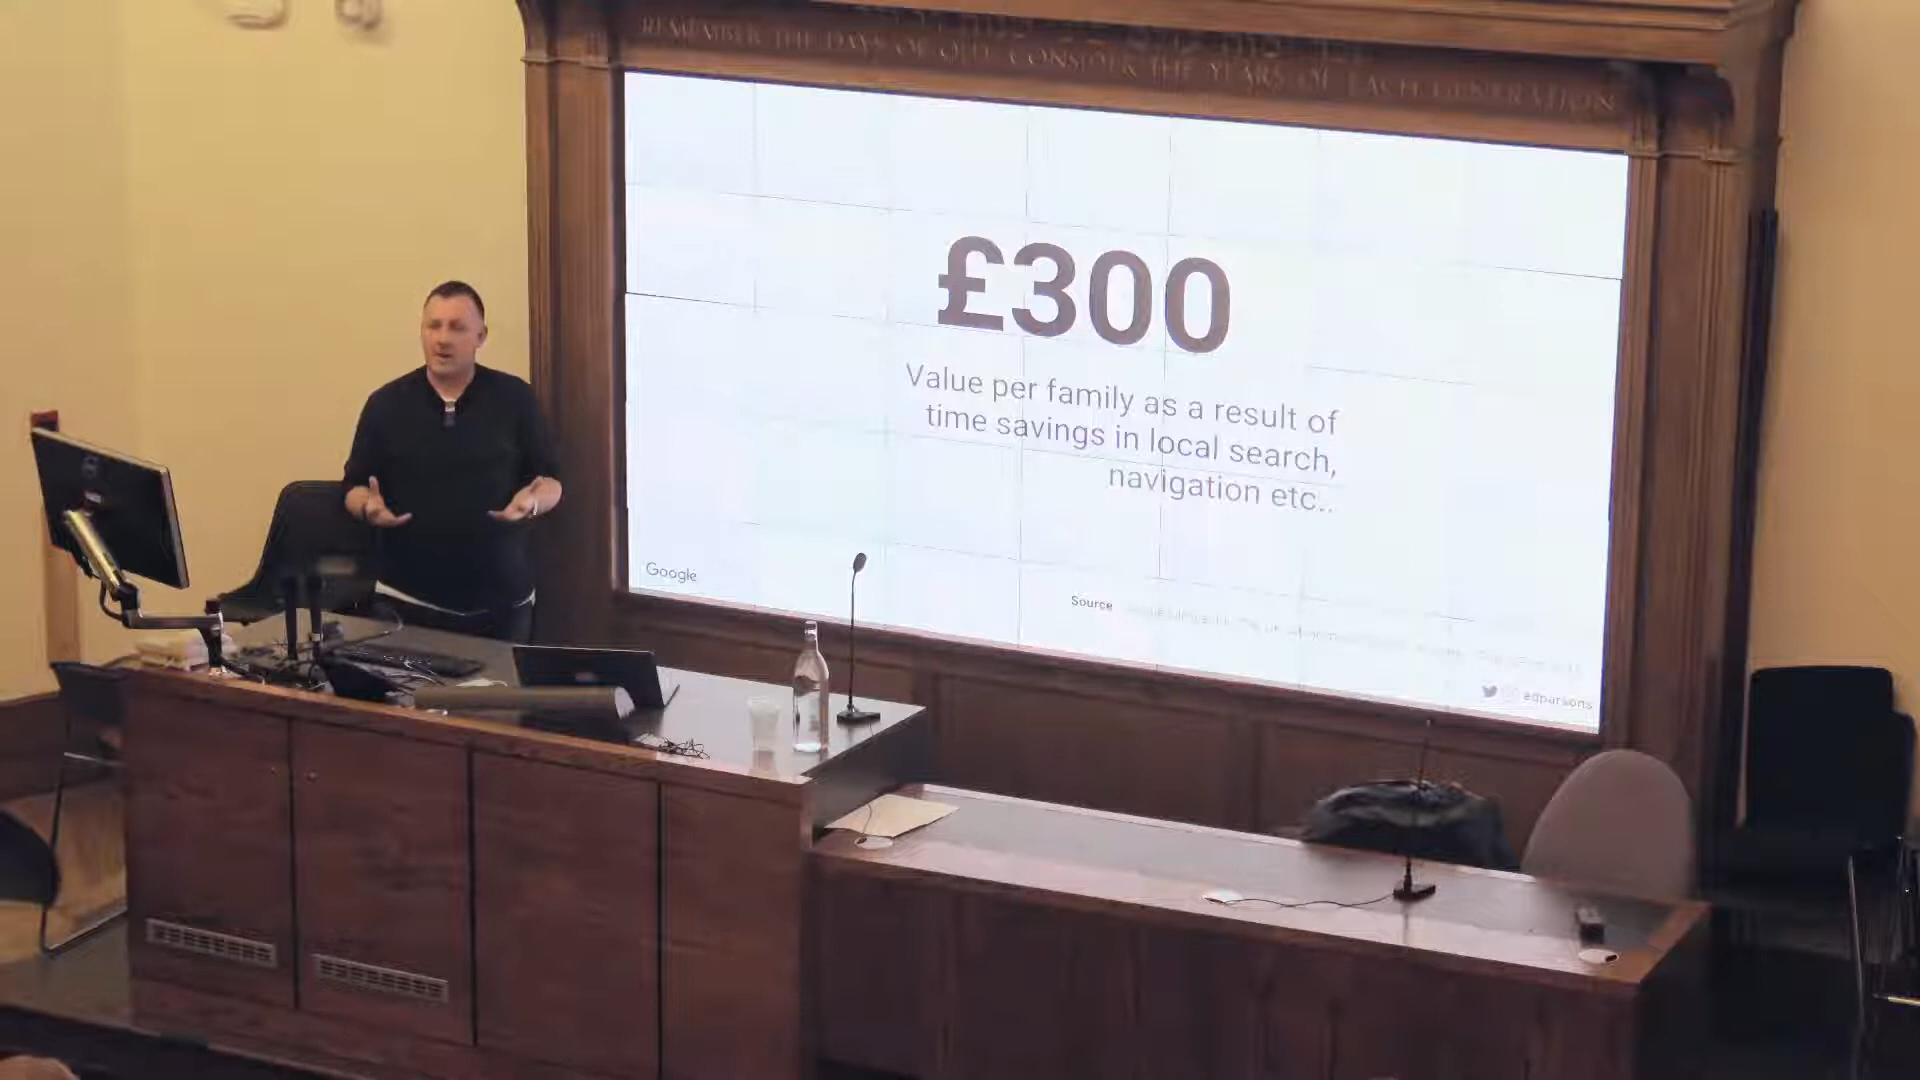 REMEMBER THE DAYS OF OLD CONSIDER THE YEARS OF EACH GENERATION
£300
Value per family as a result of
time savings in local search,
navigation etc..
Google
Source
edparsons